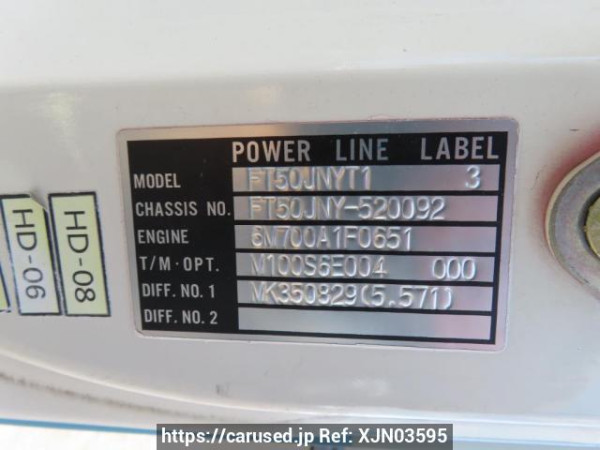 POWER LINE LABEL
MODEL FT50JNYT1 3
CHASSIS NO. FT50JNY-520092
ENGINE 6M700A1F0651
T/M·OPT. M100S6E004 000
DIFF. NO. 1 MK350829(5.571)
DIFF. NO. 2
HD-06
HD-08
https://carused.jp Ref: XJN03595